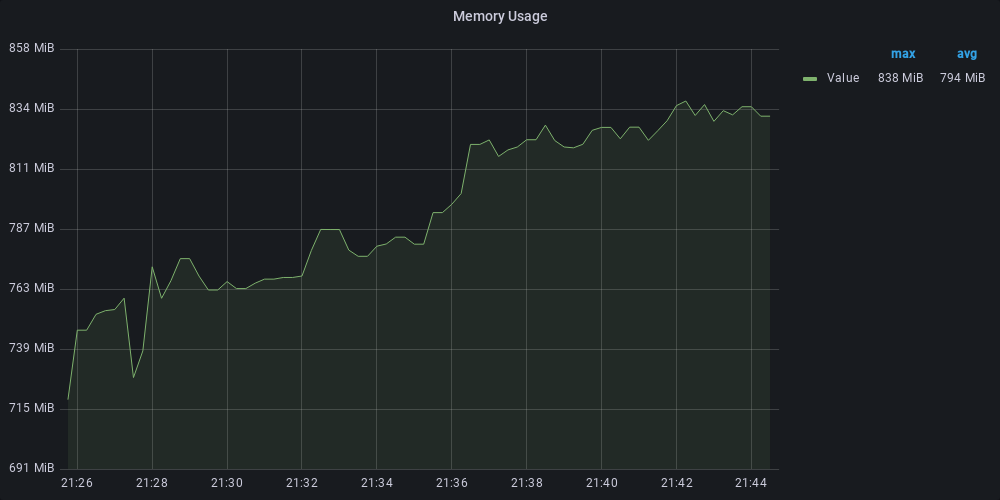 Memory Usage
858 MiB
834 MiB
811 MiB
787 MiB
763 MiB
739 MiB
715 MiB
691 MiB
21:26 21:28 21:30 21:32 21:34 21:36 21:38 21:40 21:42 21:44
max avg
Value 838 MiB 794 MiB